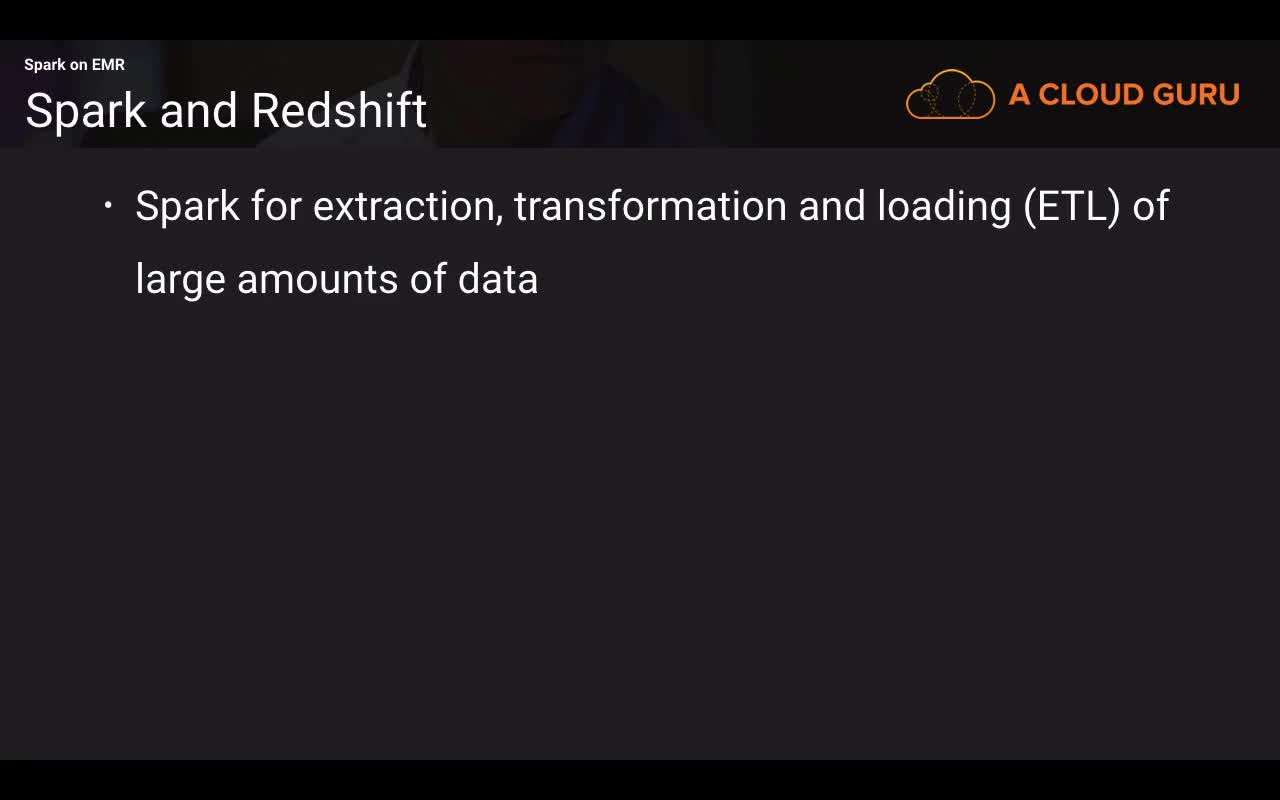 Spark on EMR
Spark and Redshift
A CLOUD GURU
• Spark for extraction, transformation and loading (ETL) of
large amounts of data